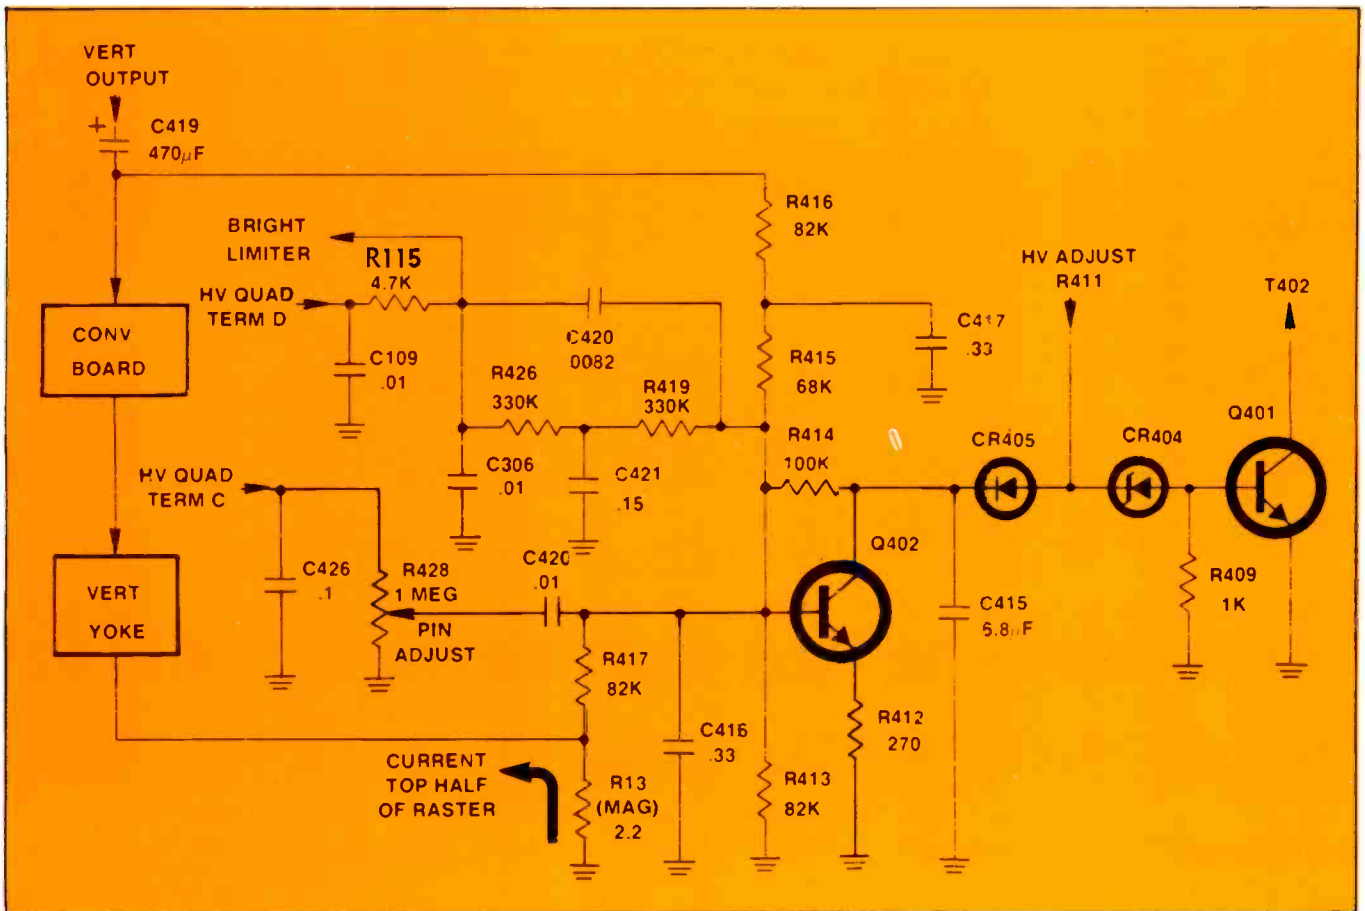 VERT
OUTPUT
+
C419
470µF
R416
82K
BRIGHT
LIMITER
R115
4.7K
HV QUAD
TERM D
HV ADJUST
R411
T402
CONV
BOARD
C109
.01
C420
.0082
R426
330K
R419
330K
R415
68K
C417
.33
Q401
R414
100K
CR405
CR404
HV QUAD
TERM C
C306
.01
C421
.15
C426
.1
R428
1 MEG
PIN
ADJUST
C420
.01
Q402
VERT
YOKE
R417
82K
C415
6.8µF
R409
1K
C416
.33
R412
270
CURRENT
TOP HALF
OF RASTER
R13
(MAG)
2.2
R413
82K